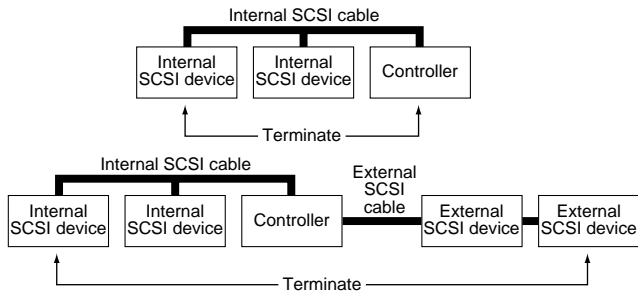 Internal SCSI cable
Internal
SCSI device
Internal
SCSI device
Controller
Terminate
Internal SCSI cable
External
SCSI
cable
Internal
SCSI device
Internal
SCSI device
Controller
External
SCSI device
External
SCSI device
Terminate